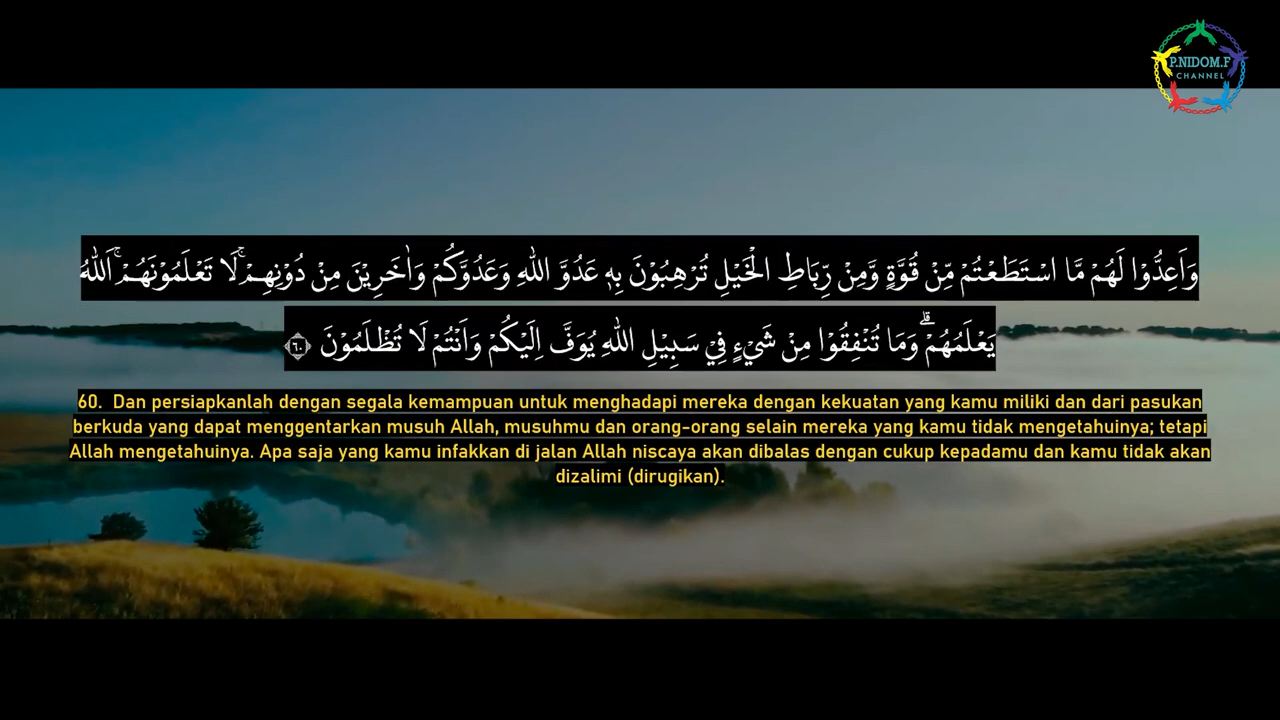 P.NIDOM.F
CHANNEL
وَاَعِدُّوْا لَهُمْ مَّا اسْتَطَعْتُمْ مِّنْ قُوَّةٍ وَّمِنْ رِّبَاطِ الْخَيْلِ تُرْهِبُوْنَ بِهٖ عَدُوَّ اللّٰهِ وَعَدُوَّكُمْ وَاٰخَرِيْنَ مِنْ دُوْنِهِمْۚ لَا تَعْلَمُوْنَهُمْۚ اَللّٰهُ
يَعْلَمُهُمْۗ وَمَا تُنْفِقُوْا مِنْ شَيْءٍ فِيْ سَبِيْلِ اللّٰهِ يُوَفَّ اِلَيْكُمْ وَاَنْتُمْ لَا تُظْلَمُوْنَ ۝٦٠
60. Dan persiapkanlah dengan segala kemampuan untuk menghadapi mereka dengan kekuatan yang kamu miliki dan dari pasukan
berkuda yang dapat menggentarkan musuh Allah, musuhmu dan orang-orang selain mereka yang kamu tidak mengetahuinya; tetapi
Allah mengetahuinya. Apa saja yang kamu infakkan di jalan Allah niscaya akan dibalas dengan cukup kepadamu dan kamu tidak akan
dizalimi (dirugikan).